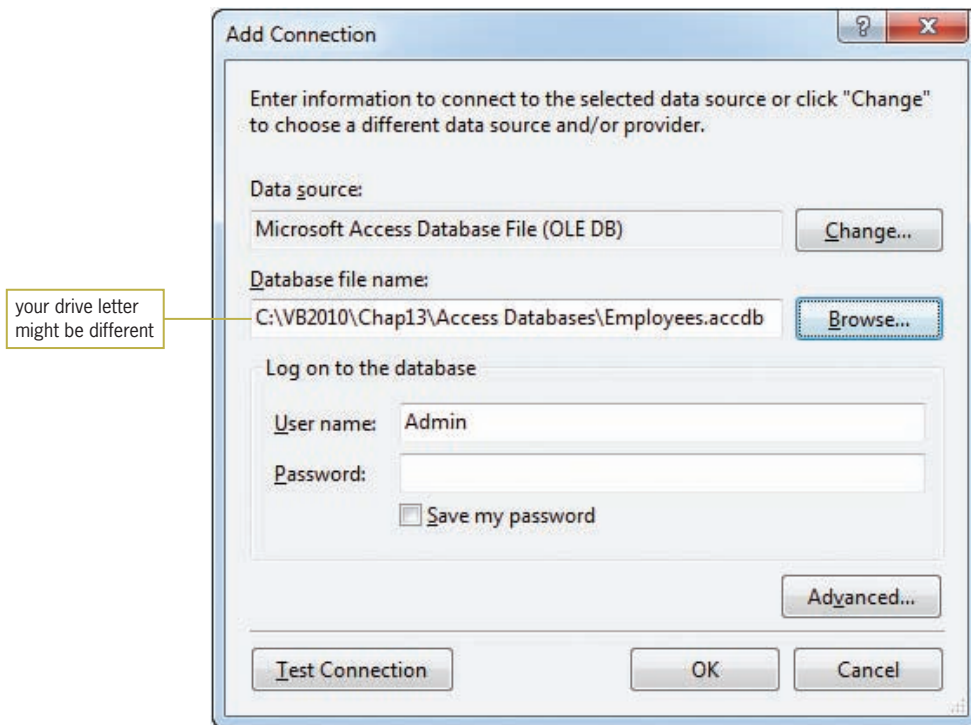 Add Connection
Enter information to connect to the selected data source or click "Change"
to choose a different data source and/or provider.
Data source:
Microsoft Access Database File (OLE DB)
Change...
Database file name:
your drive letter
might be different
C:\VB2010\Chap13\Access Databases\Employees.accdb
Browse...
Log on to the database
User name:
Admin
Password:
Save my password
Advanced...
Test Connection
OK
Cancel